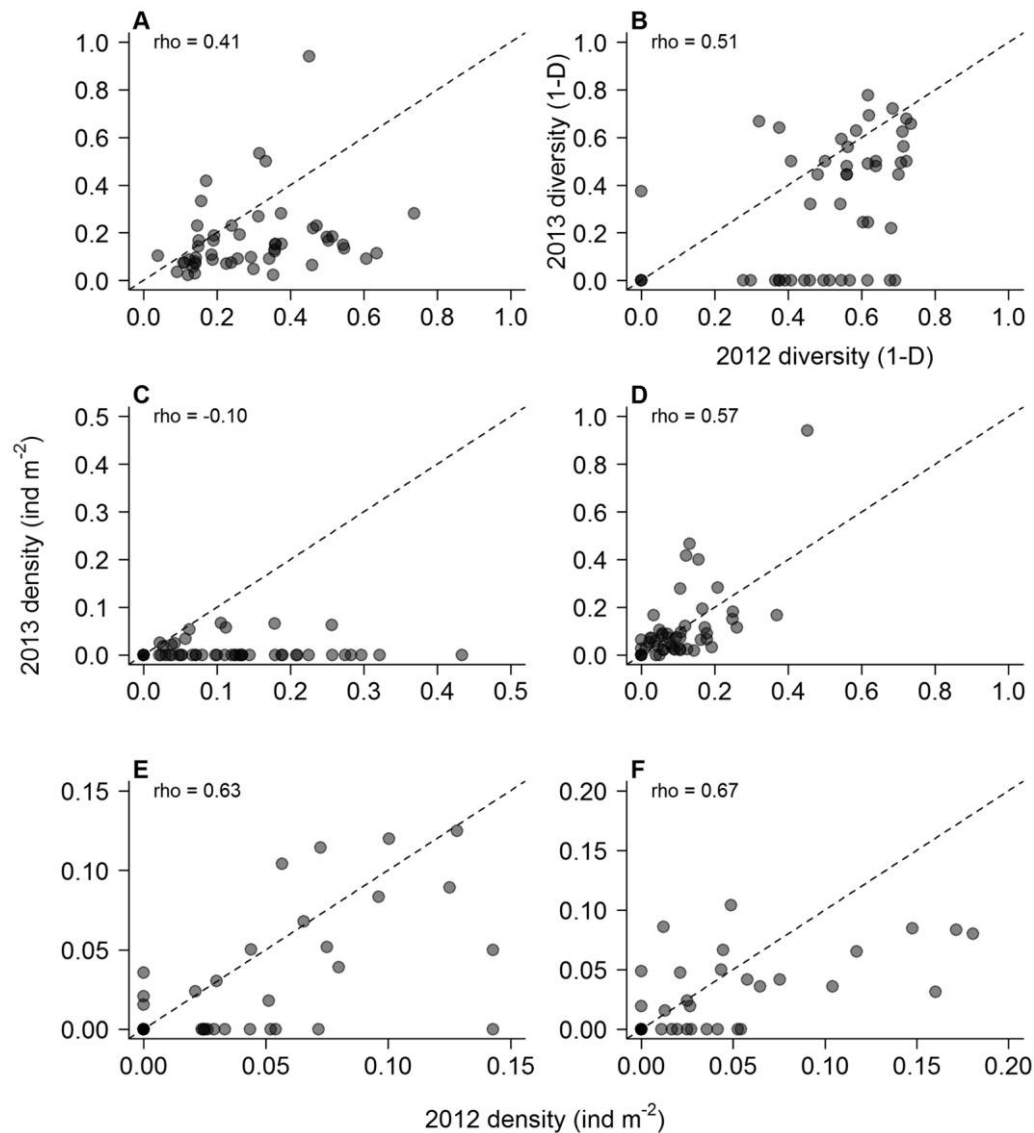 A
rho = 0.41
1.0
0.8
0.6
0.4
0.2
0.0
0.0 0.2 0.4 0.6 0.8 1.0
B
rho = 0.51
2013 diversity (1-D)
1.0
0.8
0.6
0.4
0.2
0.0
0.0 0.2 0.4 0.6 0.8 1.0
2012 diversity (1-D)
2013 density (ind m⁻²)
C
rho = -0.10
0.5
0.4
0.3
0.2
0.1
0.0
0.0 0.1 0.2 0.3 0.4 0.5
D
rho = 0.57
1.0
0.8
0.6
0.4
0.2
0.0
0.0 0.2 0.4 0.6 0.8 1.0
E
rho = 0.63
0.15
0.10
0.05
0.00
0.00 0.05 0.10 0.15
F
rho = 0.67
0.20
0.15
0.10
0.05
0.00
0.00 0.05 0.10 0.15 0.20
2012 density (ind m⁻²)